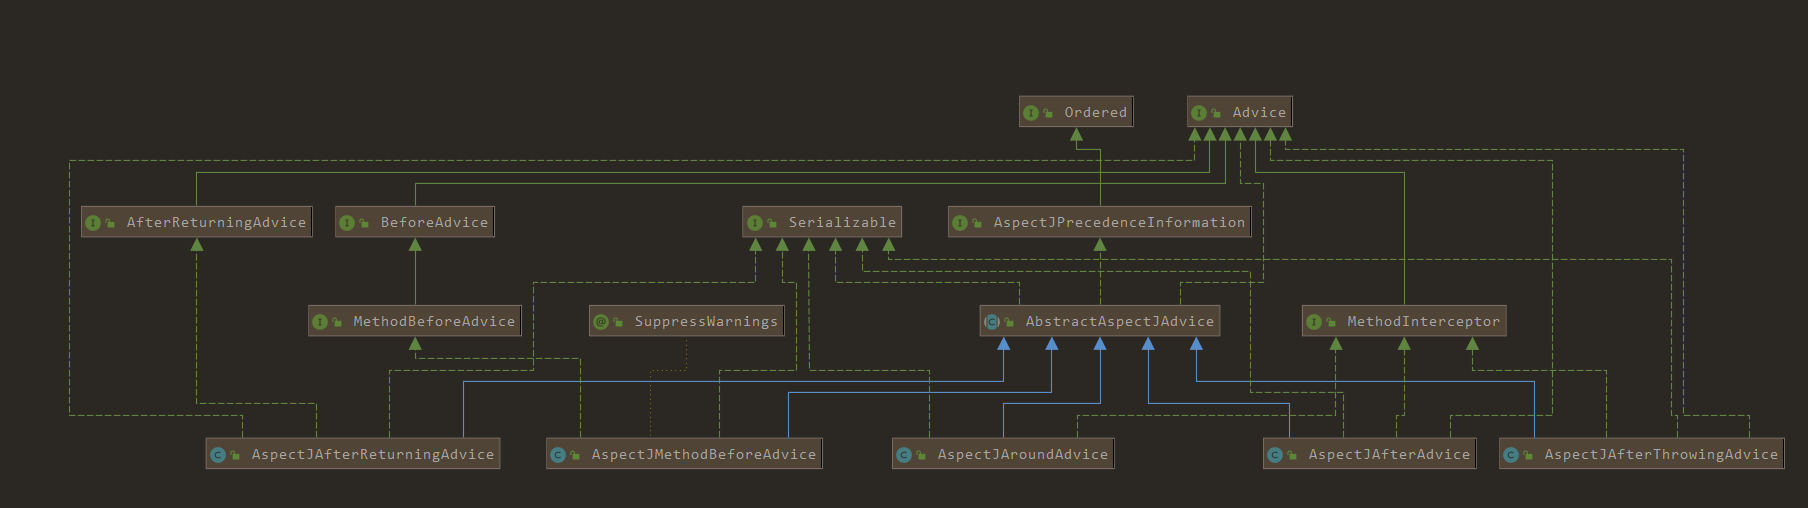 Ordered
Advice
AfterReturningAdvice
BeforeAdvice
Serializable
AspectJPrecedenceInformation
MethodBeforeAdvice
SuppressWarnings
AbstractAspectJAdvice
MethodInterceptor
AspectJAfterReturningAdvice
AspectJMethodBeforeAdvice
AspectJAroundAdvice
AspectJAfterAdvice
AspectJAfterThrowingAdvice